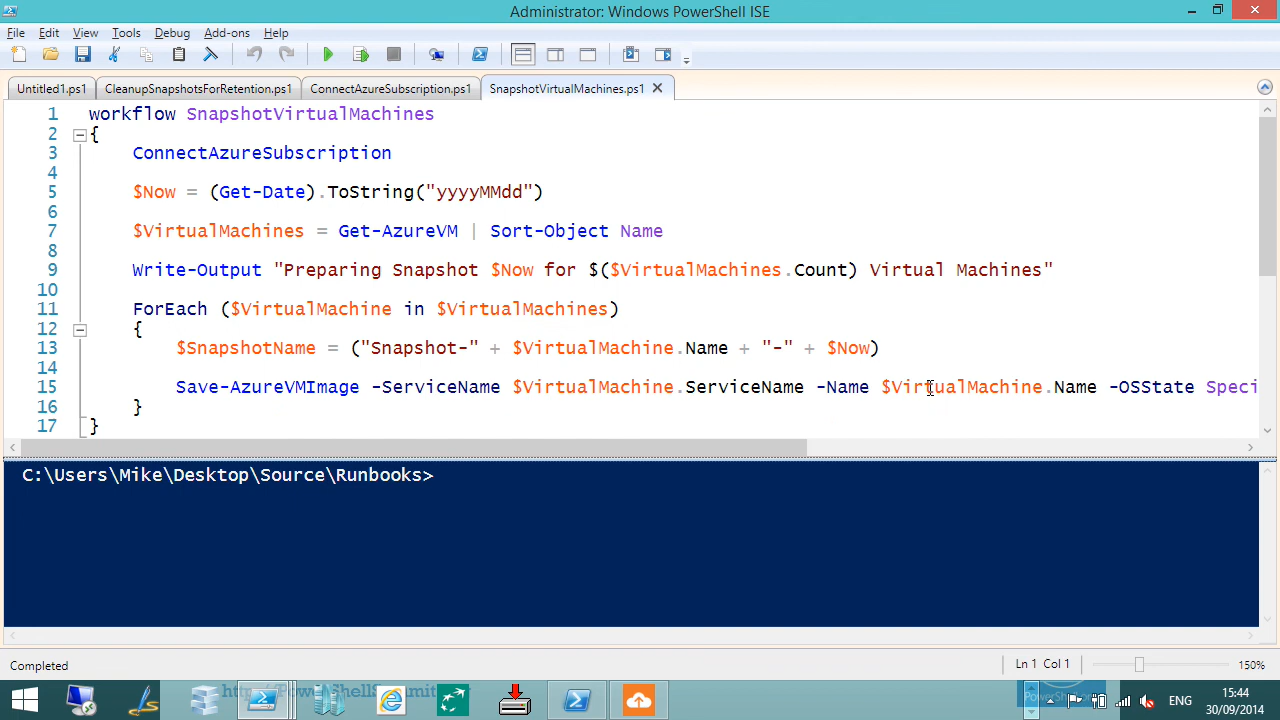 Administrator: Windows PowerShell ISE
File Edit View Tools Debug Add-ons Help
Untitled1.ps1 CleanupSnapshotsForRetention.ps1 ConnectAzureSubscription.ps1 SnapshotVirtualMachines.ps1
1 workflow SnapshotVirtualMachines
2 {
3 ConnectAzureSubscription
4
5 $Now = (Get-Date).ToString("yyyyMMdd")
6
7 $VirtualMachines = Get-AzureVM | Sort-Object Name
8
9 Write-Output "Preparing Snapshot $Now for $($VirtualMachines.Count) Virtual Machines"
10
11 ForEach ($VirtualMachine in $VirtualMachines)
12 {
13 $SnapshotName = ("Snapshot-" + $VirtualMachine.Name + "-" + $Now)
14
15 Save-AzureVMImage -ServiceName $VirtualMachine.ServiceName -Name $VirtualMachine.Name -OSState Speci
16 }
17 }
C:\Users\Mike\Desktop\Source\Runbooks>
Completed Ln 1 Col 1 150%
ENG 15:44
30/09/2014